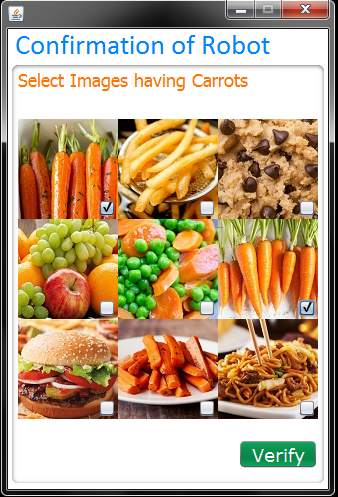 Confirmation of Robot
Select Images having Carrots
Verify